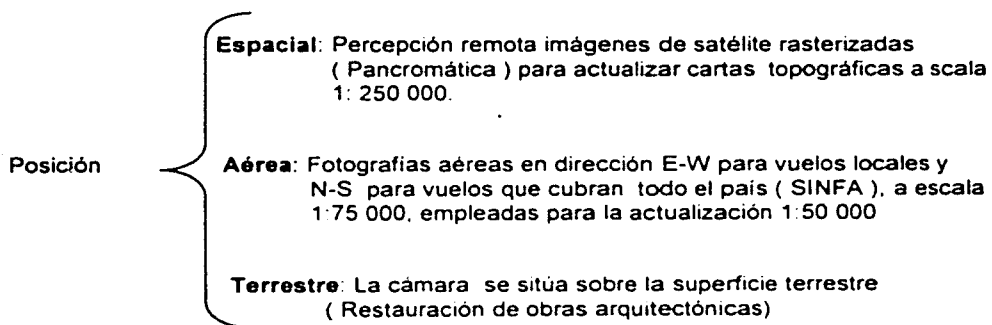 Espacial: Percepción remota imágenes de satélite rasterizadas
( Pancromática ) para actualizar cartas topográficas a scala
1: 250 000.
Posición
Aérea: Fotografías aéreas en dirección E-W para vuelos locales y
N-S para vuelos que cubran todo el país ( SINFA ), a escala
1:75 000, empleadas para la actualización 1:50 000
Terrestre: La cámara se sitúa sobre la superficie terrestre
( Restauración de obras arquitectónicas)